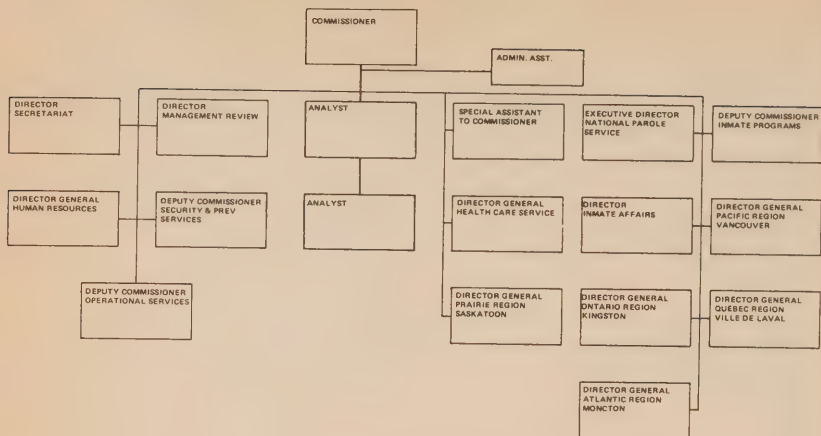 COMMISSIONER
ADMIN. ASST.
DIRECTOR
SECRETARIAT
DIRECTOR
MANAGEMENT REVIEW
ANALYST
SPECIAL ASSISTANT
TO COMMISSIONER
EXECUTIVE DIRECTOR
NATIONAL PAROLE
SERVICE
DEPUTY COMMISSIONER
INMATE PROGRAMS
DIRECTOR GENERAL
HUMAN RESOURCES
DEPUTY COMMISSIONER
SECURITY & PREV
SERVICES
ANALYST
DIRECTOR GENERAL
HEALTH CARE SERVICE
DIRECTOR
INMATE AFFAIRS
DIRECTOR GENERAL
PACIFIC REGION
VANCOUVER
DEPUTY COMMISSIONER
OPERATIONAL SERVICES
DIRECTOR GENERAL
PRAIRIE REGION
SASKATOON
DIRECTOR GENERAL
ONTARIO REGION
KINGSTON
DIRECTOR GENERAL
QUÉBEC REGION
VILLE DE LAVAL
DIRECTOR GENERAL
ATLANTIC REGION
MONCTON